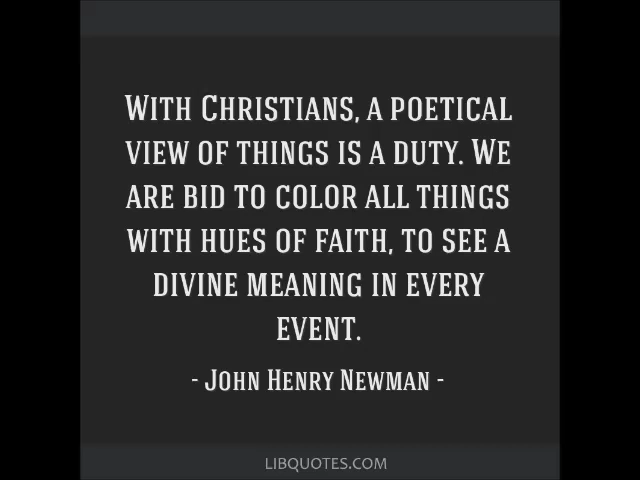 With Christians, a poetical
view of things is a duty. We
are bid to color all things
with hues of faith, to see a
divine meaning in every
event.
- John Henry Newman -
LIBQUOTES.COM